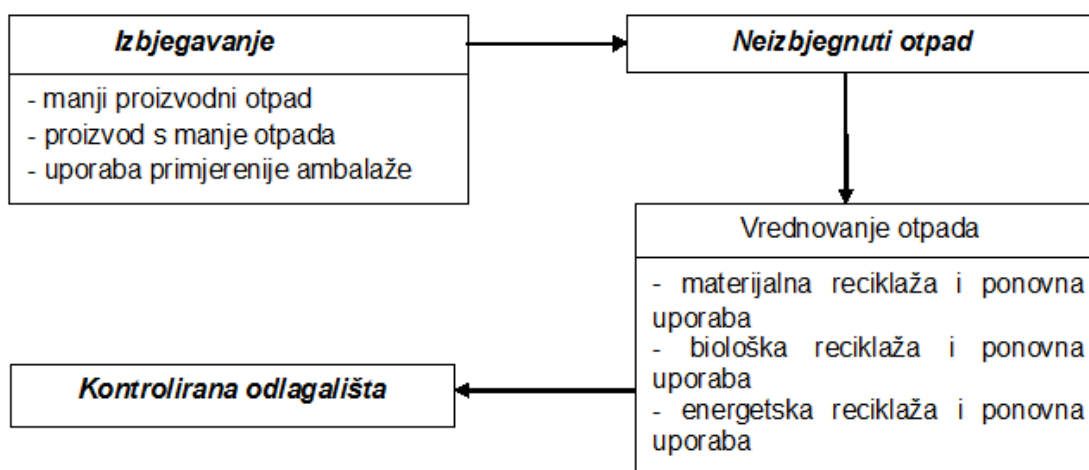 Izbjegavanje
- manji proizvodni otpad
- proizvod s manje otpada
- uporaba primjerenije ambalaže
Neizbjegnuti otpad
Vrednovanje otpada
- materijalna reciklaža i ponovna
uporaba
- biološka reciklaža i ponovna
uporaba
- energetska reciklaža i ponovna
uporaba
Kontrolirana odlagališta